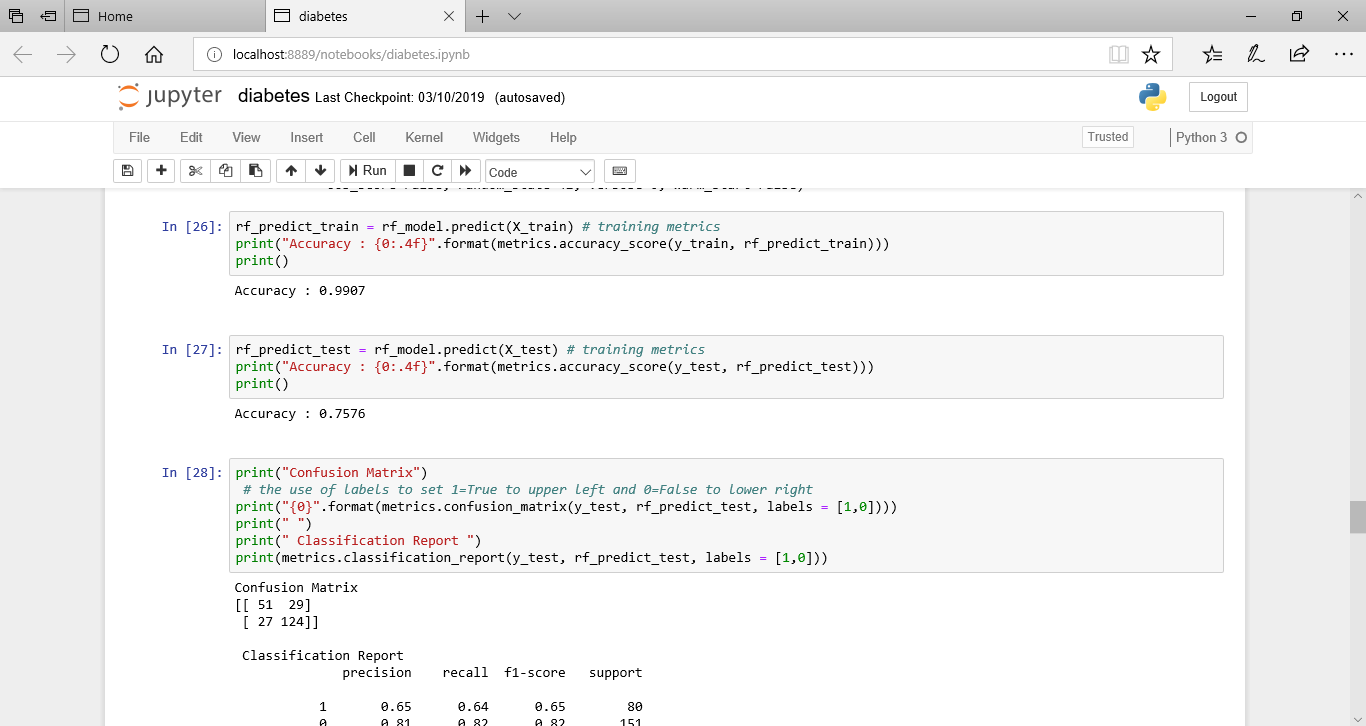 Home
diabetes
localhost:8889/notebooks/diabetes.ipynb
jupyter diabetes Last Checkpoint: 03/10/2019 (autosaved)
Logout
File Edit View Insert Cell Kernel Widgets Help
Trusted
Python 3
Run
Code
In [26]: rf_predict_train = rf_model.predict(X_train) # training metrics
print("Accuracy : {0:.4f}".format(metrics.accuracy_score(y_train, rf_predict_train)))
print()
Accuracy : 0.9907
In [27]: rf_predict_test = rf_model.predict(X_test) # training metrics
print("Accuracy : {0:.4f}".format(metrics.accuracy_score(y_test, rf_predict_test)))
print()
Accuracy : 0.7576
In [28]: print("Confusion Matrix")
# the use of labels to set 1=True to upper left and 0=False to lower right
print("{0}".format(metrics.confusion_matrix(y_test, rf_predict_test, labels = [1,0])))
print(" ")
print(" Classification Report ")
print(metrics.classification_report(y_test, rf_predict_test, labels = [1,0]))
Confusion Matrix
[[ 51  29]
[ 27 124]]
Classification Report
precision recall f1-score support
1 0.65 0.64 0.65 80
0 0.81 0.82 0.82 151